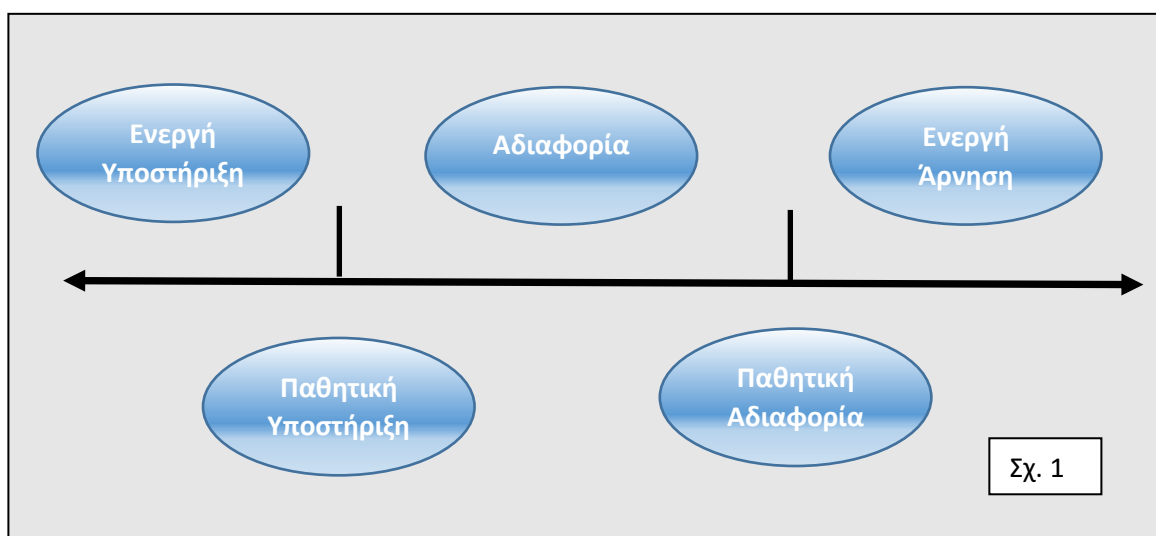 Ενεργή
Υποστήριξη
Αδιαφορία
Ενεργή
Άρνηση
Παθητική
Υποστήριξη
Παθητική
Αδιαφορία
Σχ. 1